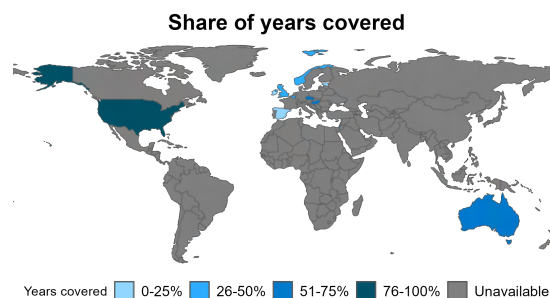 Share of years covered
Years covered 0-25% 26-50% 51-75% 76-100% Unavailable